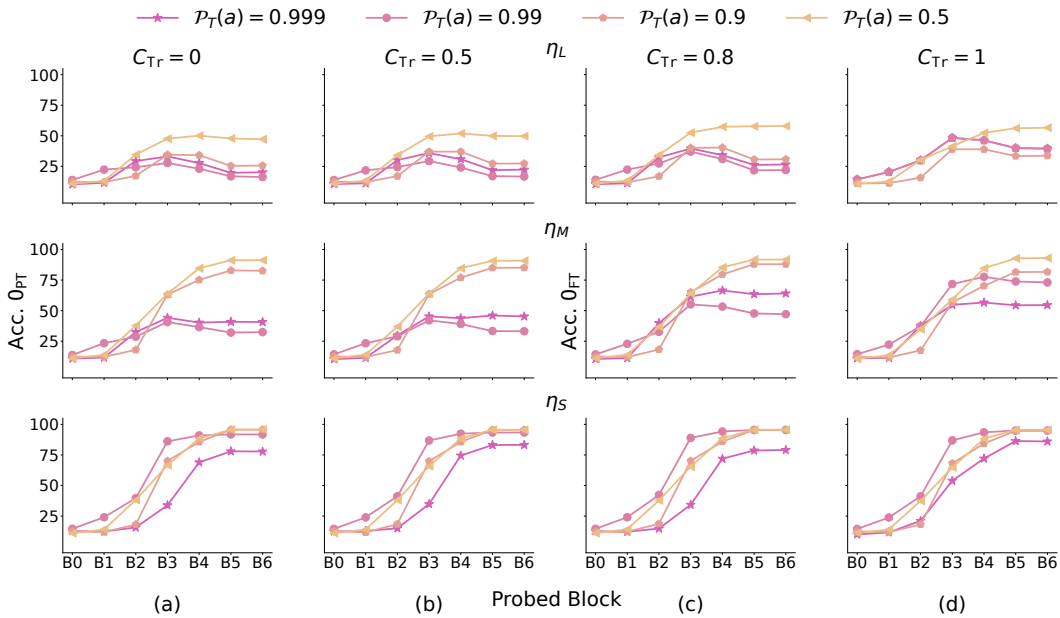 𝒫_T(a) = 0.999 𝒫_T(a) = 0.99 𝒫_T(a) = 0.9 𝒫_T(a) = 0.5
η_L
C_Tr = 0 C_Tr = 0.5 C_Tr = 0.8 C_Tr = 1
100
75
50
25
η_M
100
75
50
25
Acc. 0_PT
Acc. 0_FT
η_S
100
75
50
25
B0 B1 B2 B3 B4 B5 B6 B0 B1 B2 B3 B4 B5 B6 B0 B1 B2 B3 B4 B5 B6 B0 B1 B2 B3 B4 B5 B6
Probed Block
(a) (b) (c) (d)